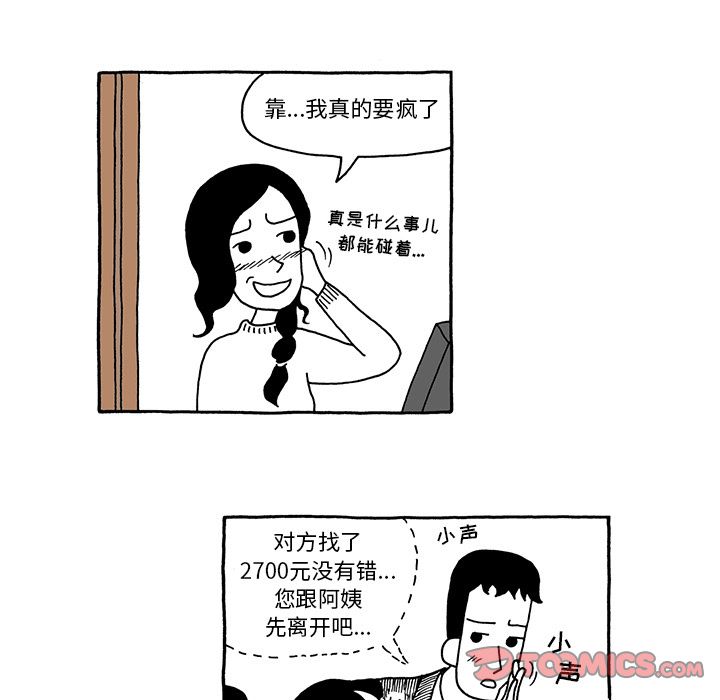 靠...我真的要疯了
真是什么事儿
都能碰着...
对方找了
2700元没有错...
您跟阿姨
先离开吧...
小声
小声
TOOMICS.COM